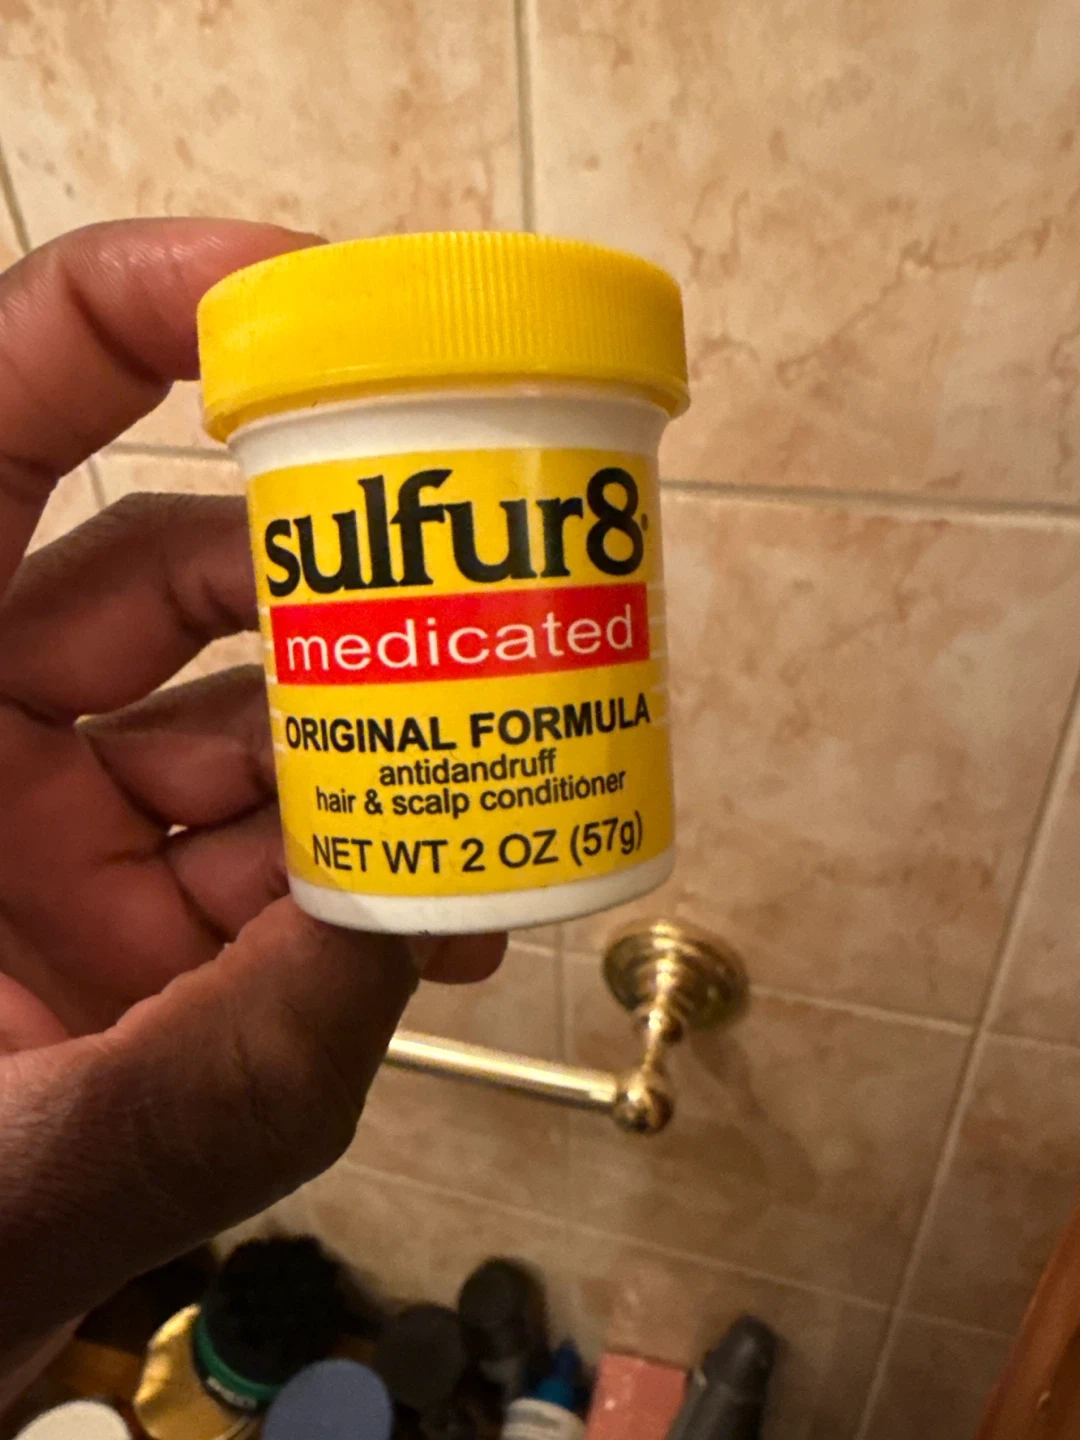 sulfur8
medicated
ORIGINAL FORMULA
antidandruff
hair & scalp conditioner
NET WT 2 OZ (57g)